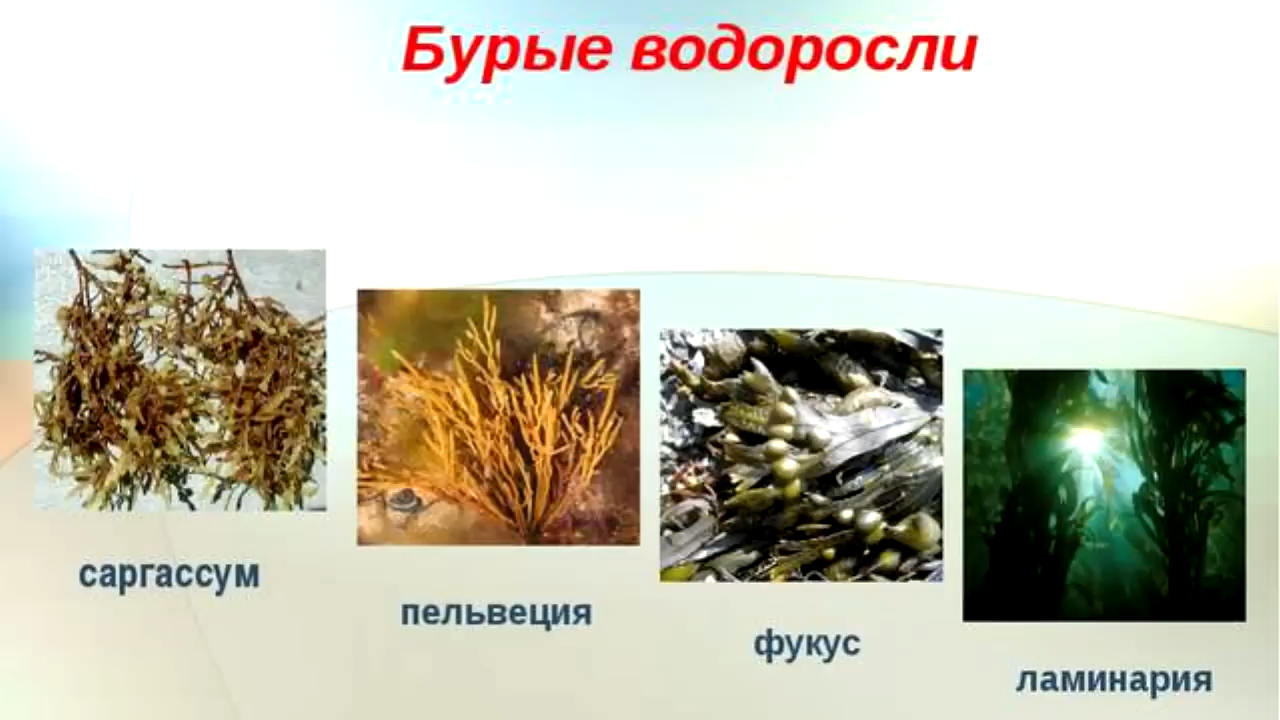 Бурые водоросли
саргассум
пельвеция
фукус
ламинария